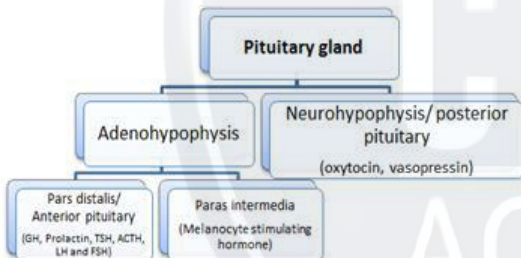 Pituitary gland
Adenohypophysis
Neurohypophysis/ posterior
pituitary
(oxytocin, vasopressin)
Pars distalis/
Anterior pituitary
(GH, Prolactin, TSH, ACTH,
LH and FSH)
Paras intermedia
(Melanocyte stimulating
hormone)